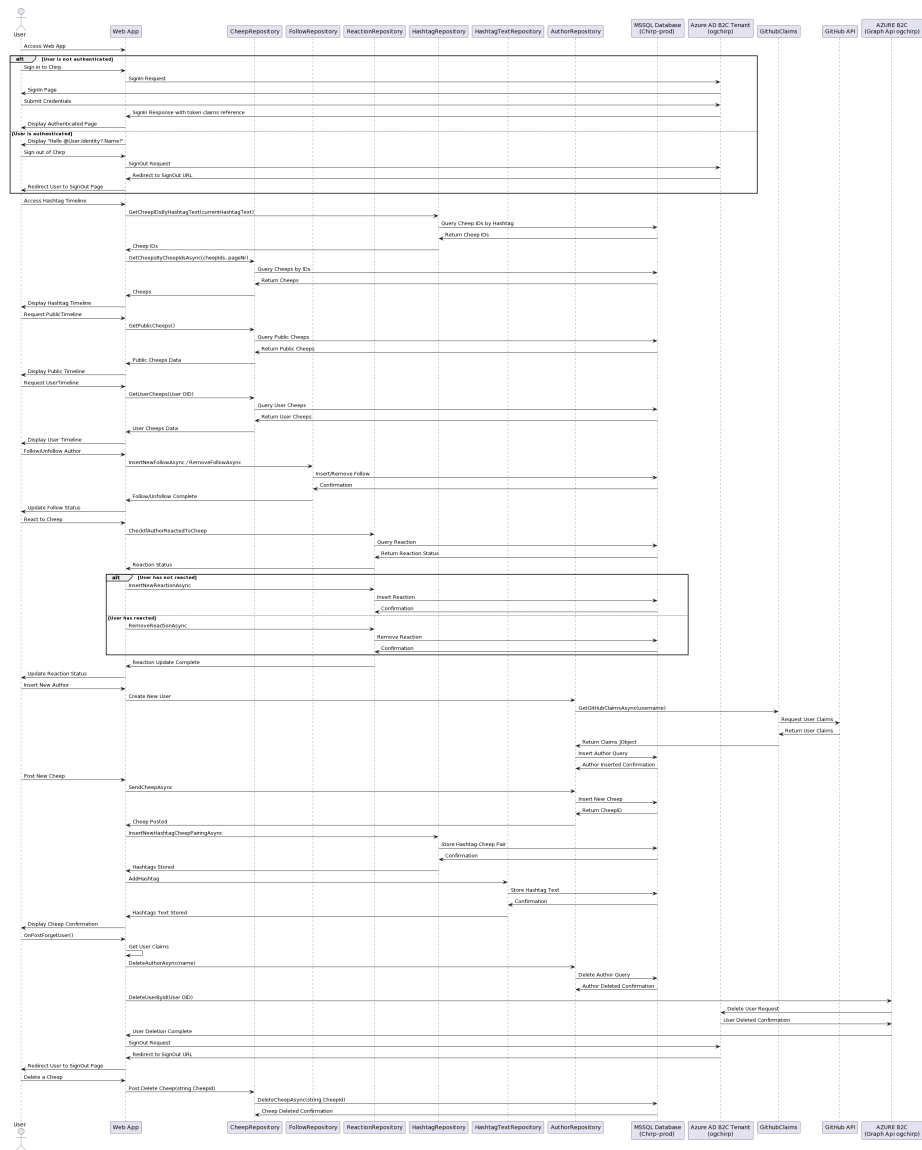 User
Web App
CheepRepository
FollowRepository
ReactionRepository
HashtagRepository
HashtagTextRepository
AuthorRepository
MSSQL Database
(Chirp-prod)
Azure AD B2C Tenant
(ogchirp)
GithubClaims
GitHub API
AZURE B2C
(Graph Api ogchirp)
Access Web App
alt [User is not authenticated]
Sign in to Chirp
SignIn Request
SignIn Page
Submit Credentials
SignIn Response with token claims reference
Display Authenticated Page
[User is authenticated]
Display "Hello @User.Identity?.Name!"
Sign out of Chirp
SignOut Request
Redirect to SignOut URL
Redirect User to SignOut Page
Access Hashtag Timeline
GetCheepIDsByHashtagText(currentHashtagText)
Query Cheep IDs by Hashtag
Return Cheep IDs
Cheep IDs
GetCheepsByCheepIdsAsync(cheepIds, pageNr)
Query Cheeps by IDs
Return Cheeps
Cheeps
Display Hashtag Timeline
Request PublicTimeline
GetPublicCheeps()
Query Public Cheeps
Return Public Cheeps
Public Cheeps Data
Display Public Timeline
Request UserTimeline
GetUserCheeps(User OID)
Query User Cheeps
Return User Cheeps
User Cheeps Data
Display User Timeline
Follow/Unfollow Author
InsertNewFollowAsync / RemoveFollowAsync
Insert/Remove Follow
Confirmation
Follow/Unfollow Complete
Update Follow Status
React to Cheep
CheckIfAuthorReactedToCheep
Query Reaction
Return Reaction Status
Reaction Status
alt [User has not reacted]
InsertNewReactionAsync
Insert Reaction
Confirmation
[User has reacted]
RemoveReactionAsync
Remove Reaction
Confirmation
Reaction Update Complete
Update Reaction Status
Insert New Author
Create New User
GetGitHubClaimsAsync(username)
Request User Claims
Return User Claims
Return Claims JObject
Insert Author Query
Author Inserted Confirmation
Post New Cheep
SendCheepAsync
Insert New Cheep
Return CheepID
Cheep Posted
InsertNewHashtagCheepPairingAsync
Store Hashtag-Cheep Pair
Confirmation
Hashtags Stored
AddHashtag
Store Hashtag Text
Confirmation
Hashtags Text Stored
Display Cheep Confirmation
OnPostForgetUser()
Get User Claims
DeleteAuthorAsync(name)
Delete Author Query
Author Deleted Confirmation
DeleteUserById(User OID)
Delete User Request
User Deleted Confirmation
User Deletion Complete
SignOut Request
Redirect to SignOut URL
Redirect User to SignOut Page
Delete a Cheep
Post Delete Cheep(string CheepId)
DeleteCheepAsync(string CheepId)
Cheep Deleted Confirmation
User
Web App
CheepRepository
FollowRepository
ReactionRepository
HashtagRepository
HashtagTextRepository
AuthorRepository
MSSQL Database
(Chirp-prod)
Azure AD B2C Tenant
(ogchirp)
GithubClaims
GitHub API
AZURE B2C
(Graph Api ogchirp)